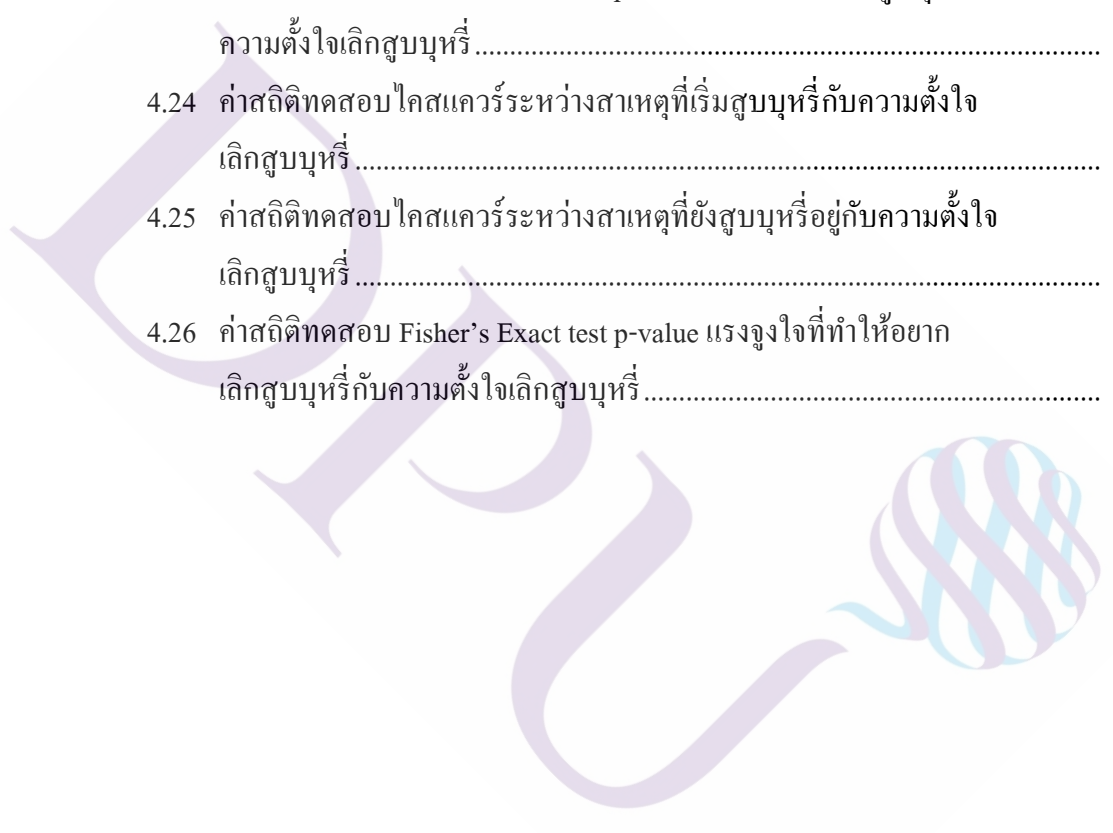 ความตั้งใจเลิกสูบบุหรี่
4.24 ค่าสถิติทดสอบไคสแควร์ระหว่างสาเหตุที่เริ่มสูบบุหรี่กับความตั้งใจ
เลิกสูบบุหรี่
4.25 ค่าสถิติทดสอบไคสแควร์ระหว่างสาเหตุที่ยังสูบบุหรี่อยู่กับความตั้งใจ
เลิกสูบบุหรี่
4.26 ค่าสถิติทดสอบ Fisher’s Exact test p-value แรงจูงใจที่ทำให้อยาก
เลิกสูบบุหรี่กับความตั้งใจเลิกสูบบุหรี่
DPU